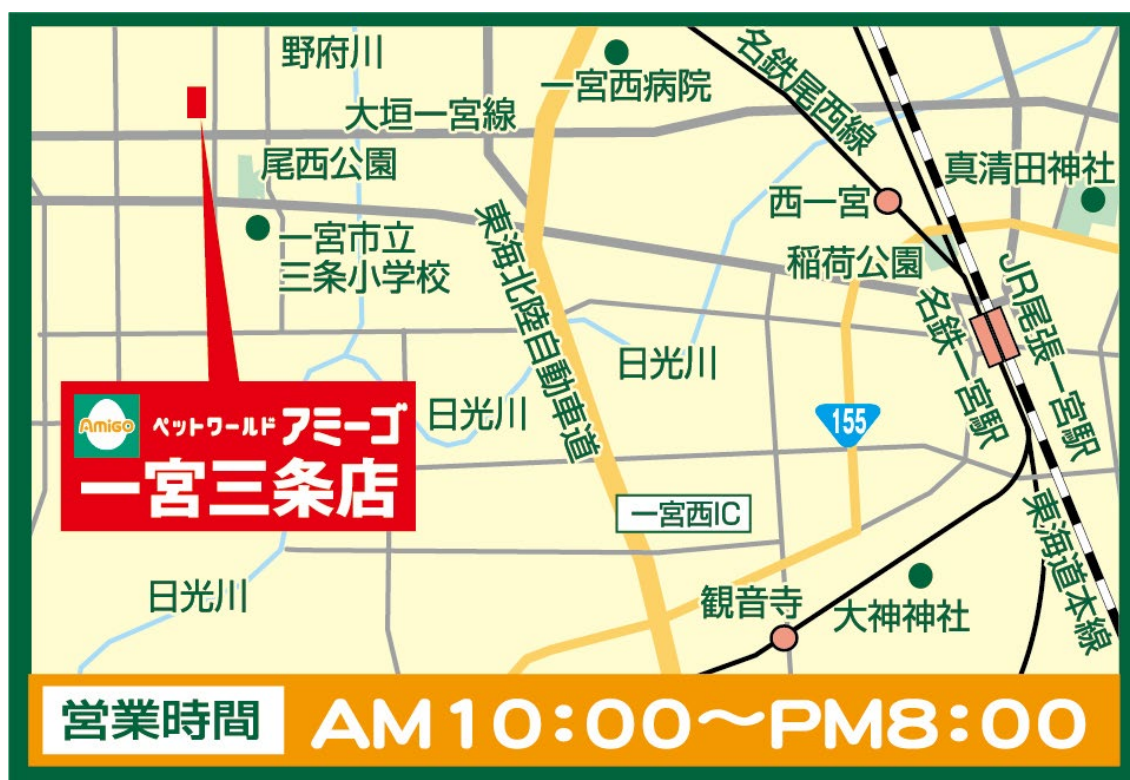 野府川
一宮西病院
名鉄尾西線
大垣一宮線
尾西公園
真清田神社
西一宮
一宮市立
三条小学校
東海北陸自動車道
稲荷公園
JR尾張一宮駅
名鉄一宮駅
日光川
Amigo
ペットワールド アミーゴ
一宮三条店
日光川
155
一宮西IC
東海道本線
日光川
観音寺
大神神社
営業時間 AM10:00〜PM8:00